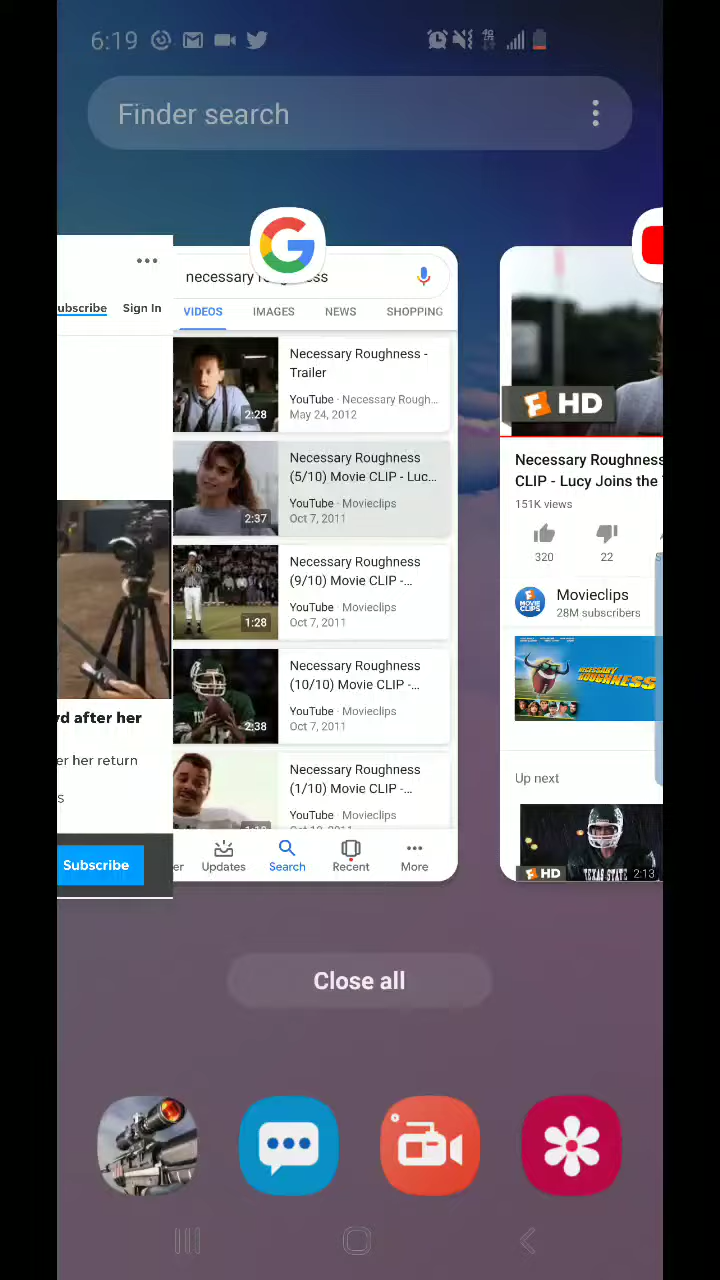 6:19
Finder search
necessary
ubscribe Sign In
VIDEOS IMAGES NEWS SHOPPING
Necessary Roughness -
Trailer
YouTube · Necessary Rough...
May 24, 2012
2:28
Necessary Roughness
(5/10) Movie CLIP - Luc...
YouTube · Movieclips
Oct 7, 2011
2:37
Necessary Roughness
(9/10) Movie CLIP -...
YouTube · Movieclips
Oct 7, 2011
1:28
Necessary Roughness
(10/10) Movie CLIP -...
YouTube · Movieclips
Oct 7, 2011
2:38
Necessary Roughness
(1/10) Movie CLIP -...
YouTube · Movieclips
er Updates Search Recent More
d after her
er her return
s
Subscribe
HD
Necessary Roughness
CLIP - Lucy Joins the
151K views
320 22
Movieclips
28M subscribers
NECESSARY
ROUGHNESS
Up next
TEXAS STATE
HD
2:13
Close all